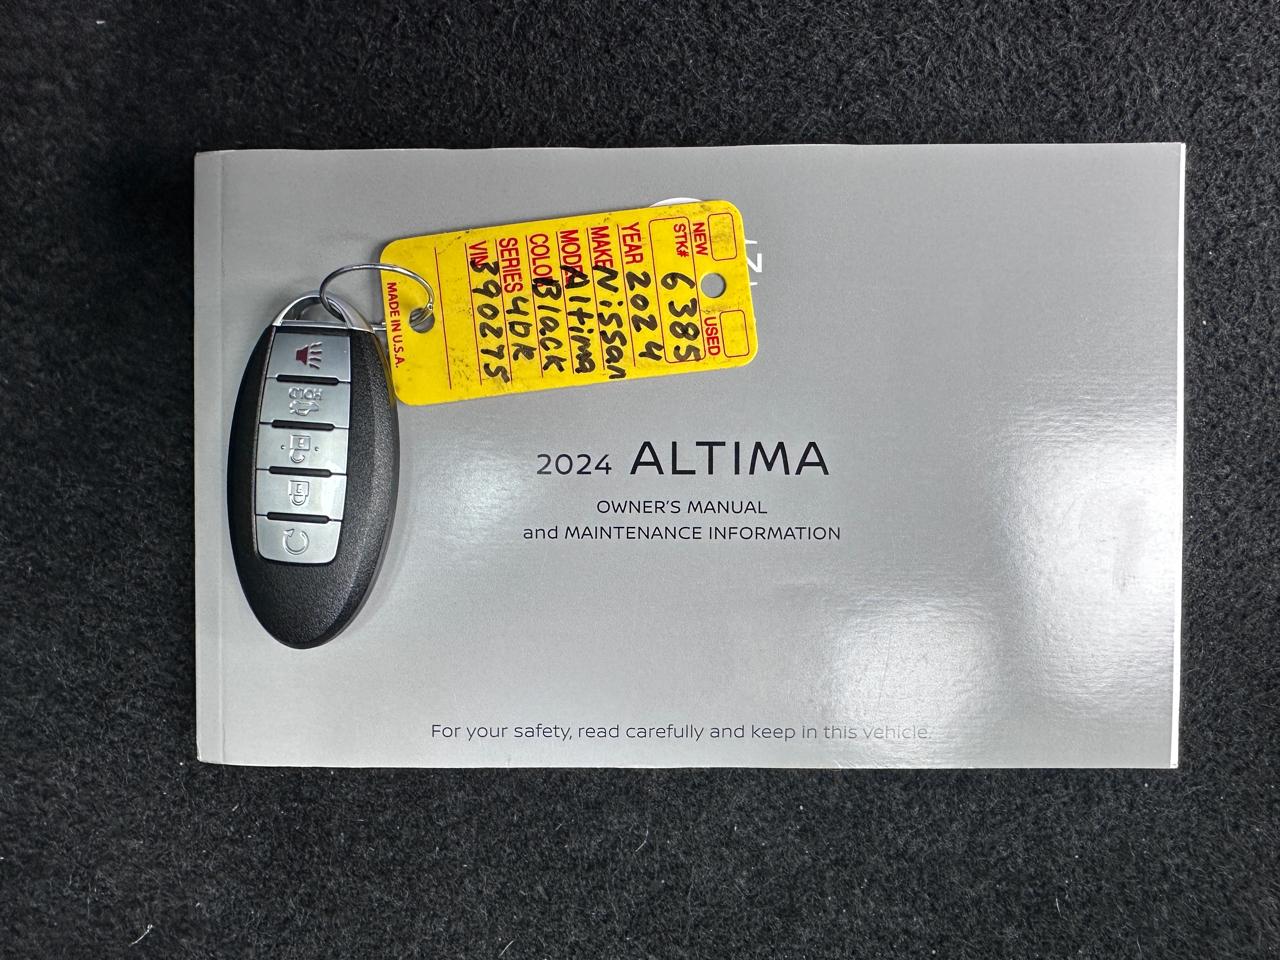 NEW USED
STK# 6385
YEAR 2024
MAKE Nissan
MODEL Altima
COLOR Black
SERIES 4DR
VIN 390275
MADE IN U.S.A.
HOLD
2024 ALTIMA
OWNER'S MANUAL
and MAINTENANCE INFORMATION
For your safety, read carefully and keep in this vehicle.